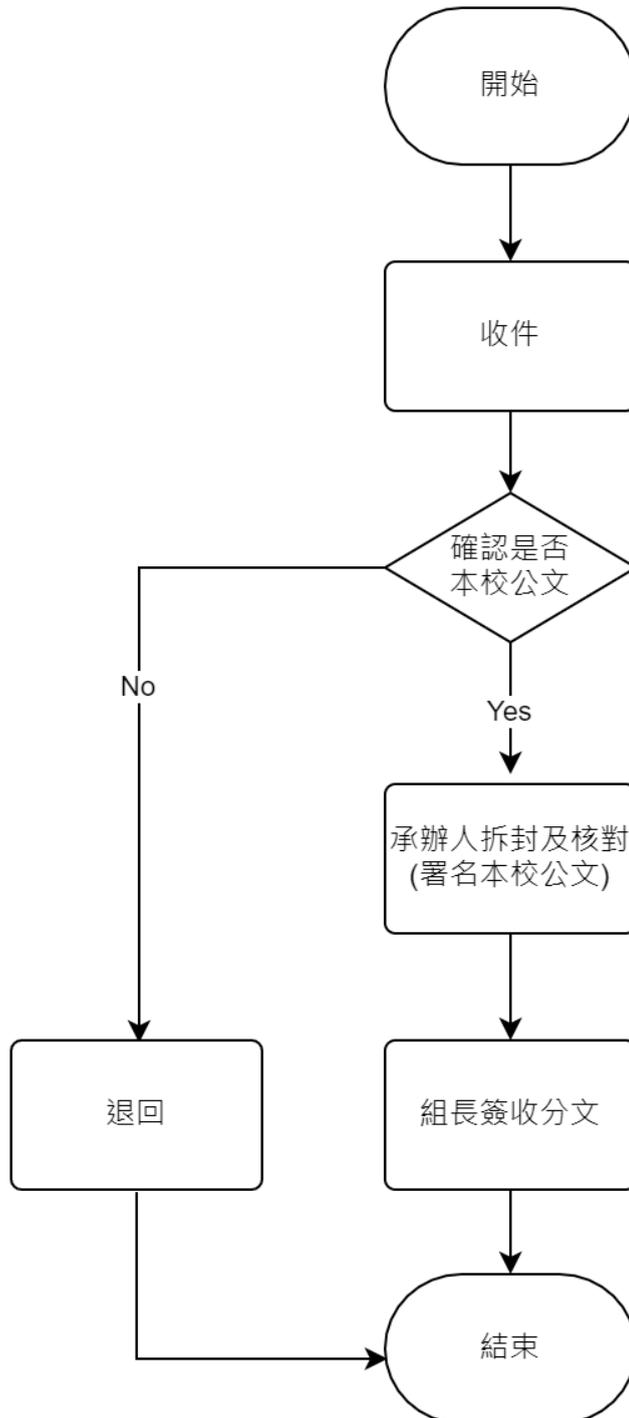 開始
收件
確認是否
本校公文
No
Yes
承辦人拆封及核對
(署名本校公文)
退回
組長簽收分文
結束